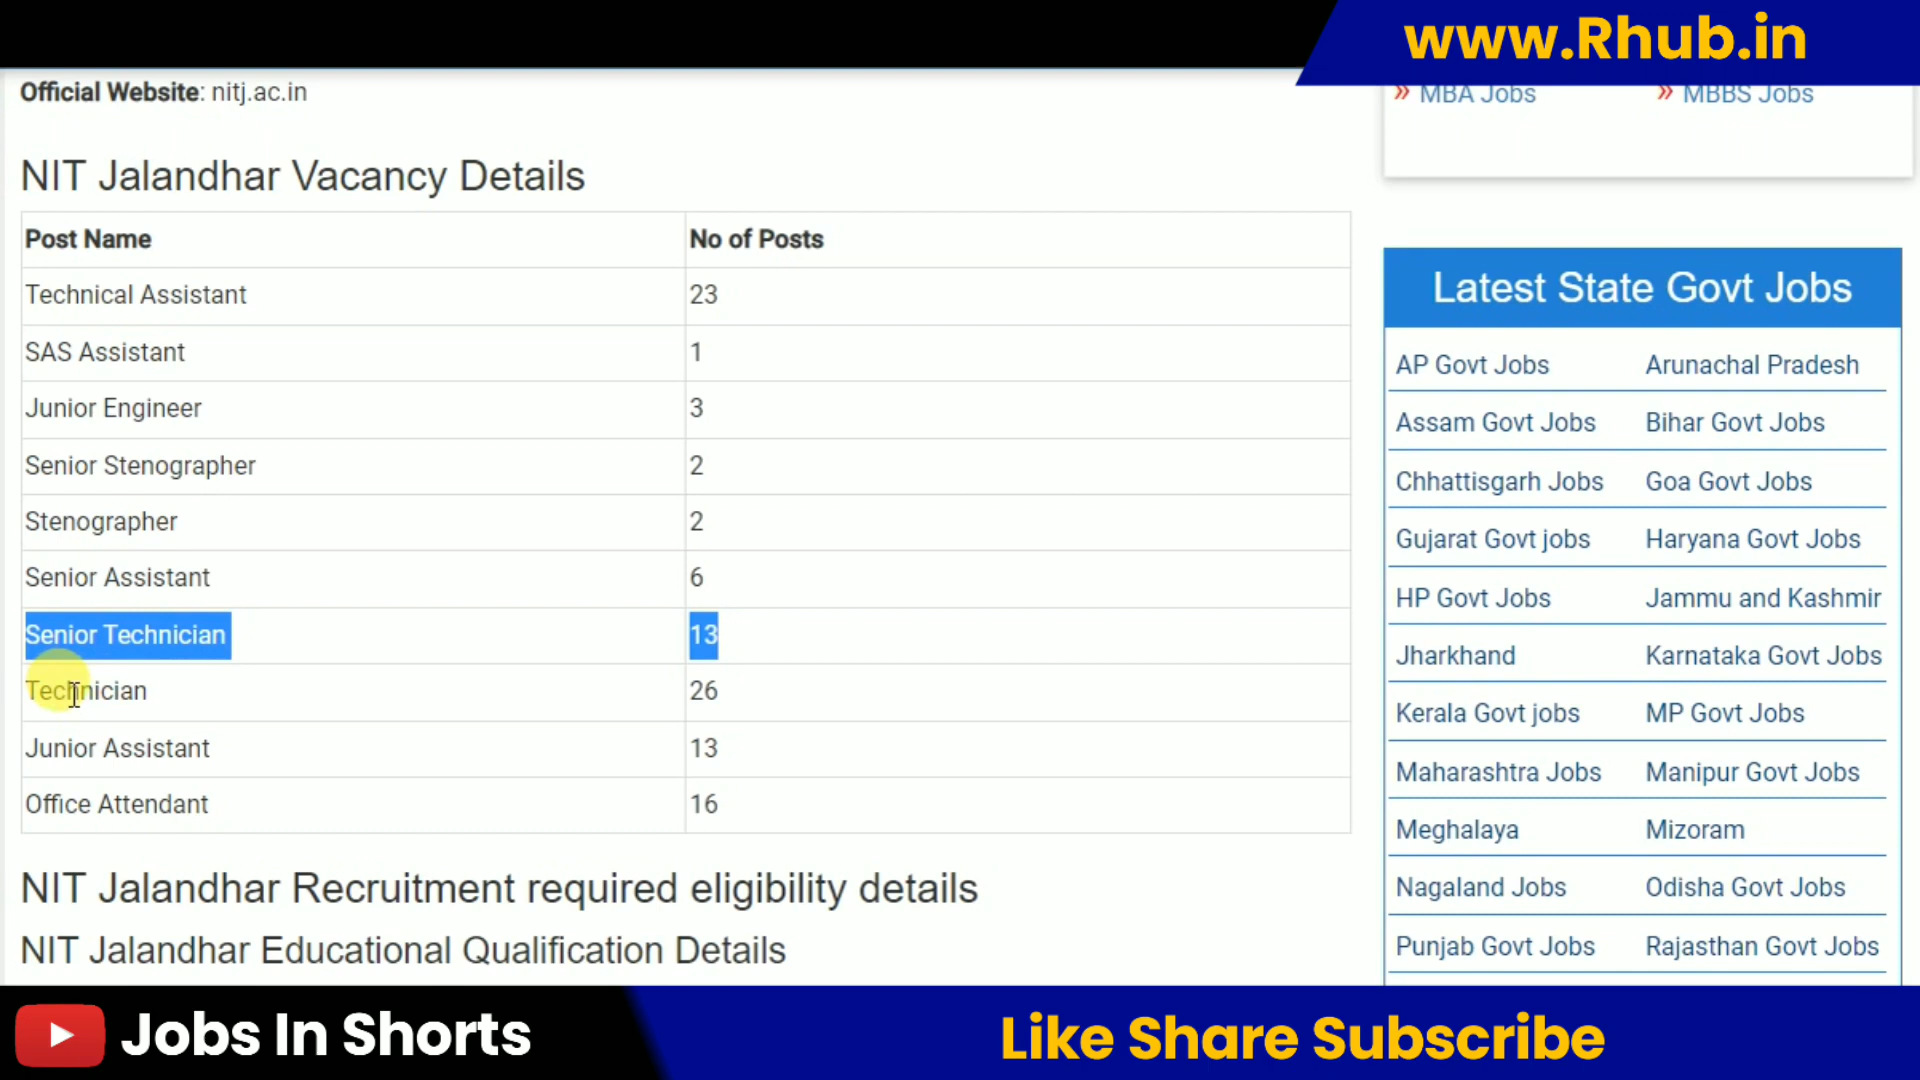 www.Rhub.in
Official Website: nitj.ac.in
» MBA Jobs » MBBS Jobs
NIT Jalandhar Vacancy Details
Post Name No of Posts
Technical Assistant 23
SAS Assistant 1
Junior Engineer 3
Senior Stenographer 2
Stenographer 2
Senior Assistant 6
Senior Technician 13
Technician 26
Junior Assistant 13
Office Attendant 16
NIT Jalandhar Recruitment required eligibility details
NIT Jalandhar Educational Qualification Details
Latest State Govt Jobs
AP Govt Jobs Arunachal Pradesh
Assam Govt Jobs Bihar Govt Jobs
Chhattisgarh Jobs Goa Govt Jobs
Gujarat Govt jobs Haryana Govt Jobs
HP Govt Jobs Jammu and Kashmir
Jharkhand Karnataka Govt Jobs
Kerala Govt jobs MP Govt Jobs
Maharashtra Jobs Manipur Govt Jobs
Meghalaya Mizoram
Nagaland Jobs Odisha Govt Jobs
Punjab Govt Jobs Rajasthan Govt Jobs
Jobs In Shorts
Like Share Subscribe